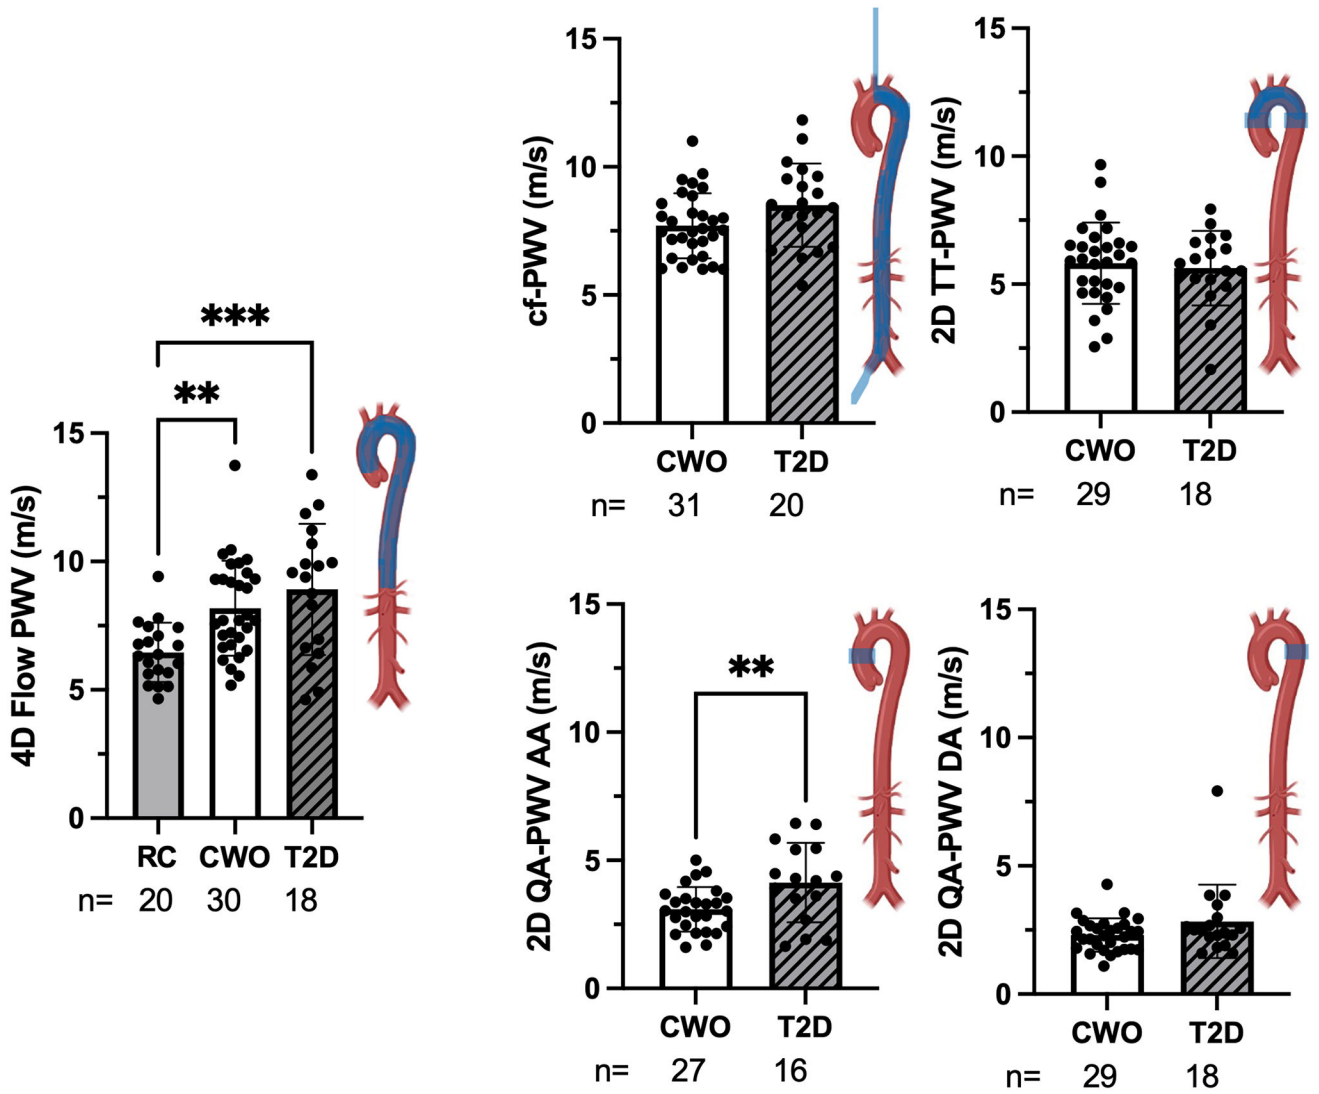 ***
**
4D Flow PWV (m/s)
15
10
5
0
RC CWO T2D
n= 20 30 18
cf-PWV (m/s)
15
10
5
0
CWO T2D
n= 31 20
2D TT-PWV (m/s)
15
10
5
0
CWO T2D
n= 29 18
2D QA-PWV AA (m/s)
15
10
5
0
**
CWO T2D
n= 27 16
2D QA-PWV DA (m/s)
15
10
5
0
CWO T2D
n= 29 18